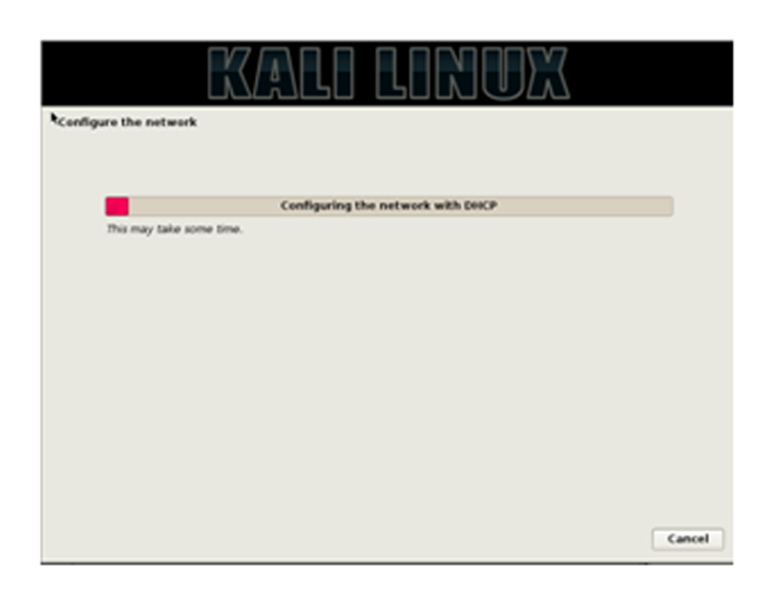 KALI LINUX
Configure the network
Configuring the network with DHCP
This may take some time.
Cancel